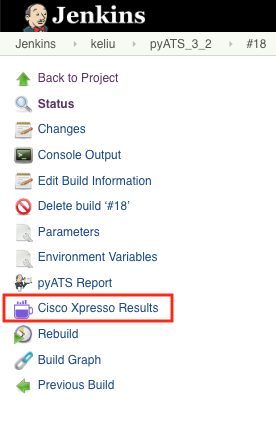 Jenkins
Jenkins keliu pyATS_3_2 #18
Back to Project
Status
Changes
Console Output
Edit Build Information
Delete build ‘#18’
Parameters
Environment Variables
pyATS Report
Cisco Xpresso Results
Rebuild
Build Graph
Previous Build